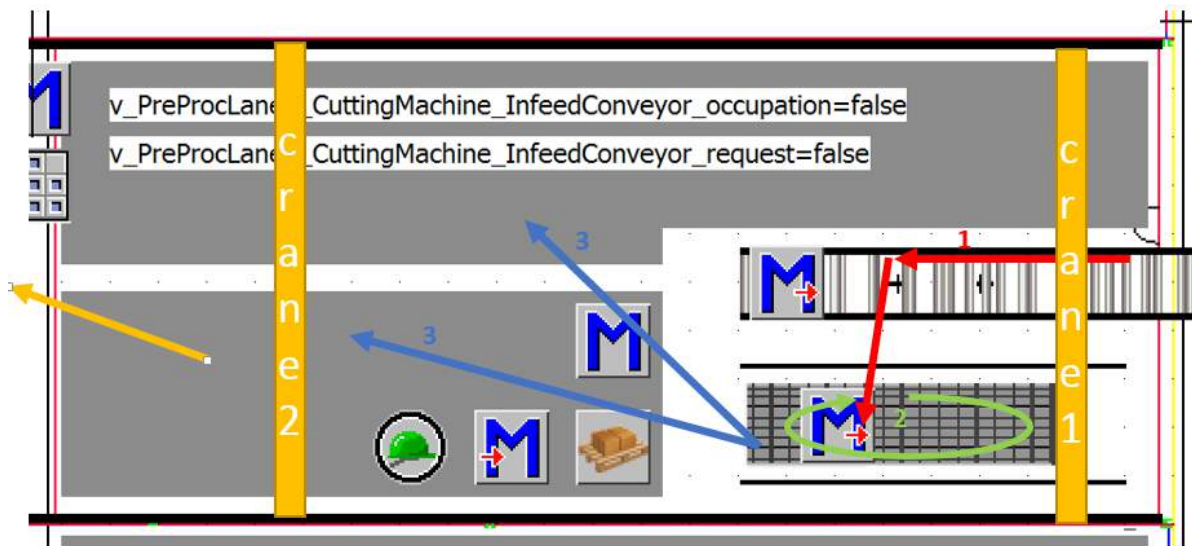 v_PreProcLane _CuttingMachine_InfeedConveyor_occupation=false
v_PreProcLane _CuttingMachine_InfeedConveyor_request=false
crane2
crane1
1
3
3
2
M
M
M
M
M